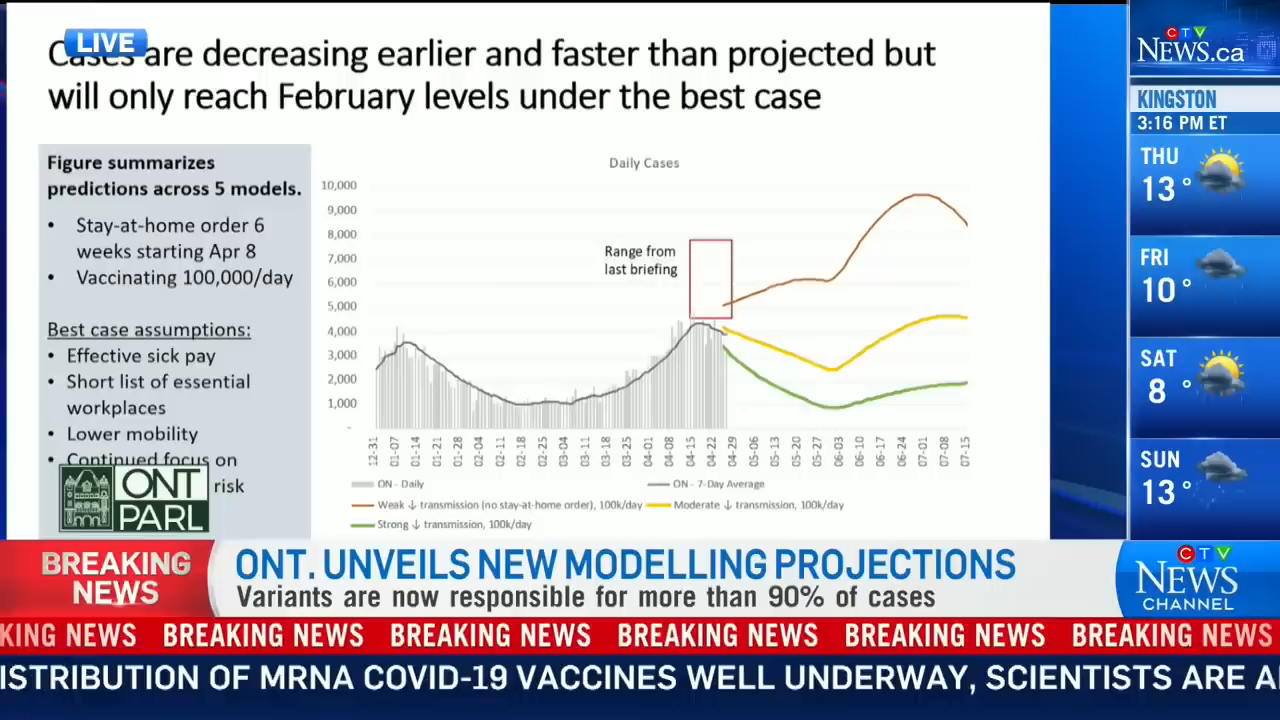 LIVE
Cases are decreasing earlier and faster than projected but
will only reach February levels under the best case
Figure summarizes
predictions across 5 models.
• Stay-at-home order 6
weeks starting Apr 8
• Vaccinating 100,000/day
Best case assumptions:
• Effective sick pay
• Short list of essential
workplaces
• Lower mobility
• Continued focus on
risk
ONT
PARL
Daily Cases
10,000
9,000
8,000
7,000
6,000
5,000
4,000
3,000
2,000
1,000
-
Range from
last briefing
12-31 01-07 01-14 01-21 01-28 02-04 02-11 02-18 02-25 03-04 03-11 03-18 03-25 04-01 04-08 04-15 04-22 04-29 05-06 05-13 05-20 05-27 06-03 06-10 06-17 06-24 07-01 07-08 07-15
ON - Daily ON - 7-Day Average
Weak ↓ transmission (no stay-at-home order), 100k/day Moderate ↓ transmission, 100k/day
Strong ↓ transmission, 100k/day
CTV
NEWS.ca
KINGSTON
3:16 PM ET
THU
13°
FRI
10°
SAT
8°
SUN
13°
BREAKING
NEWS
ONT. UNVEILS NEW MODELLING PROJECTIONS
Variants are now responsible for more than 90% of cases
CTV
NEWS
CHANNEL
KING NEWS BREAKING NEWS BREAKING NEWS BREAKING NEWS BREAKING NEWS BREAKING NEWS
ISTRIBUTION OF MRNA COVID-19 VACCINES WELL UNDERWAY, SCIENTISTS ARE A